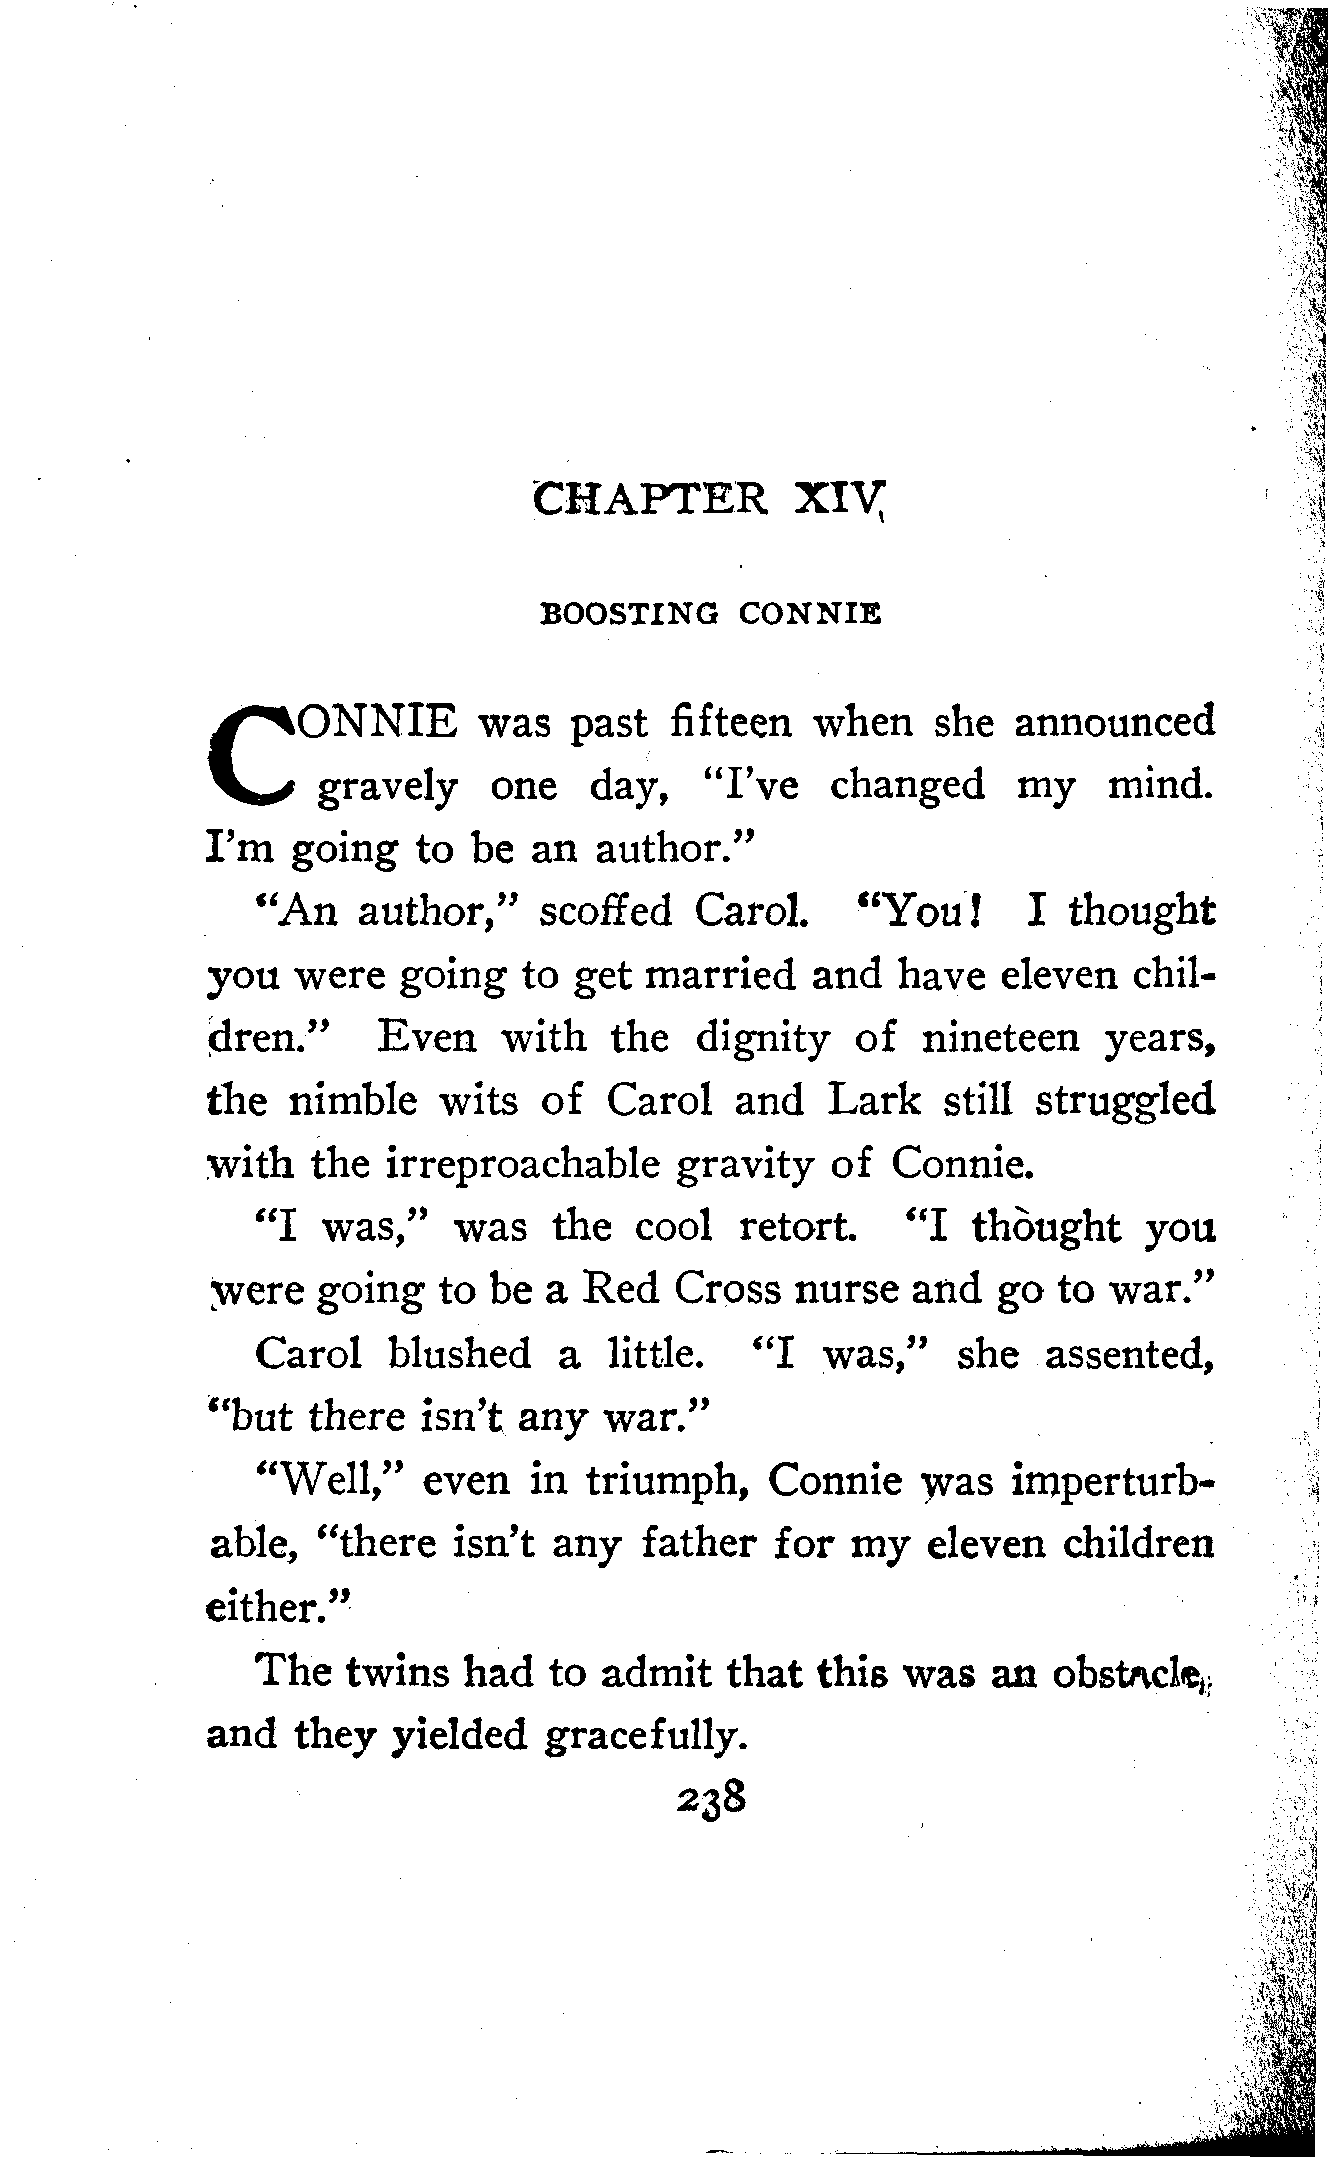 CHAPTER XIV
BOOSTING CONNIE
CONNIE was past fifteen when she announced
gravely one day, “I’ve changed my mind.
I’m going to be an author.”
“An author,” scoffed Carol. “You! I thought
you were going to get married and have eleven chil-
dren.” Even with the dignity of nineteen years,
the nimble wits of Carol and Lark still struggled
with the irreproachable gravity of Connie.
“I was,” was the cool retort. “I thought you
were going to be a Red Cross nurse and go to war.”
Carol blushed a little. “I was,” she assented,
“but there isn’t any war.”
“Well,” even in triumph, Connie was imperturb-
able, “there isn’t any father for my eleven children
either.”
The twins had to admit that this was an obstacle,
and they yielded gracefully.
238